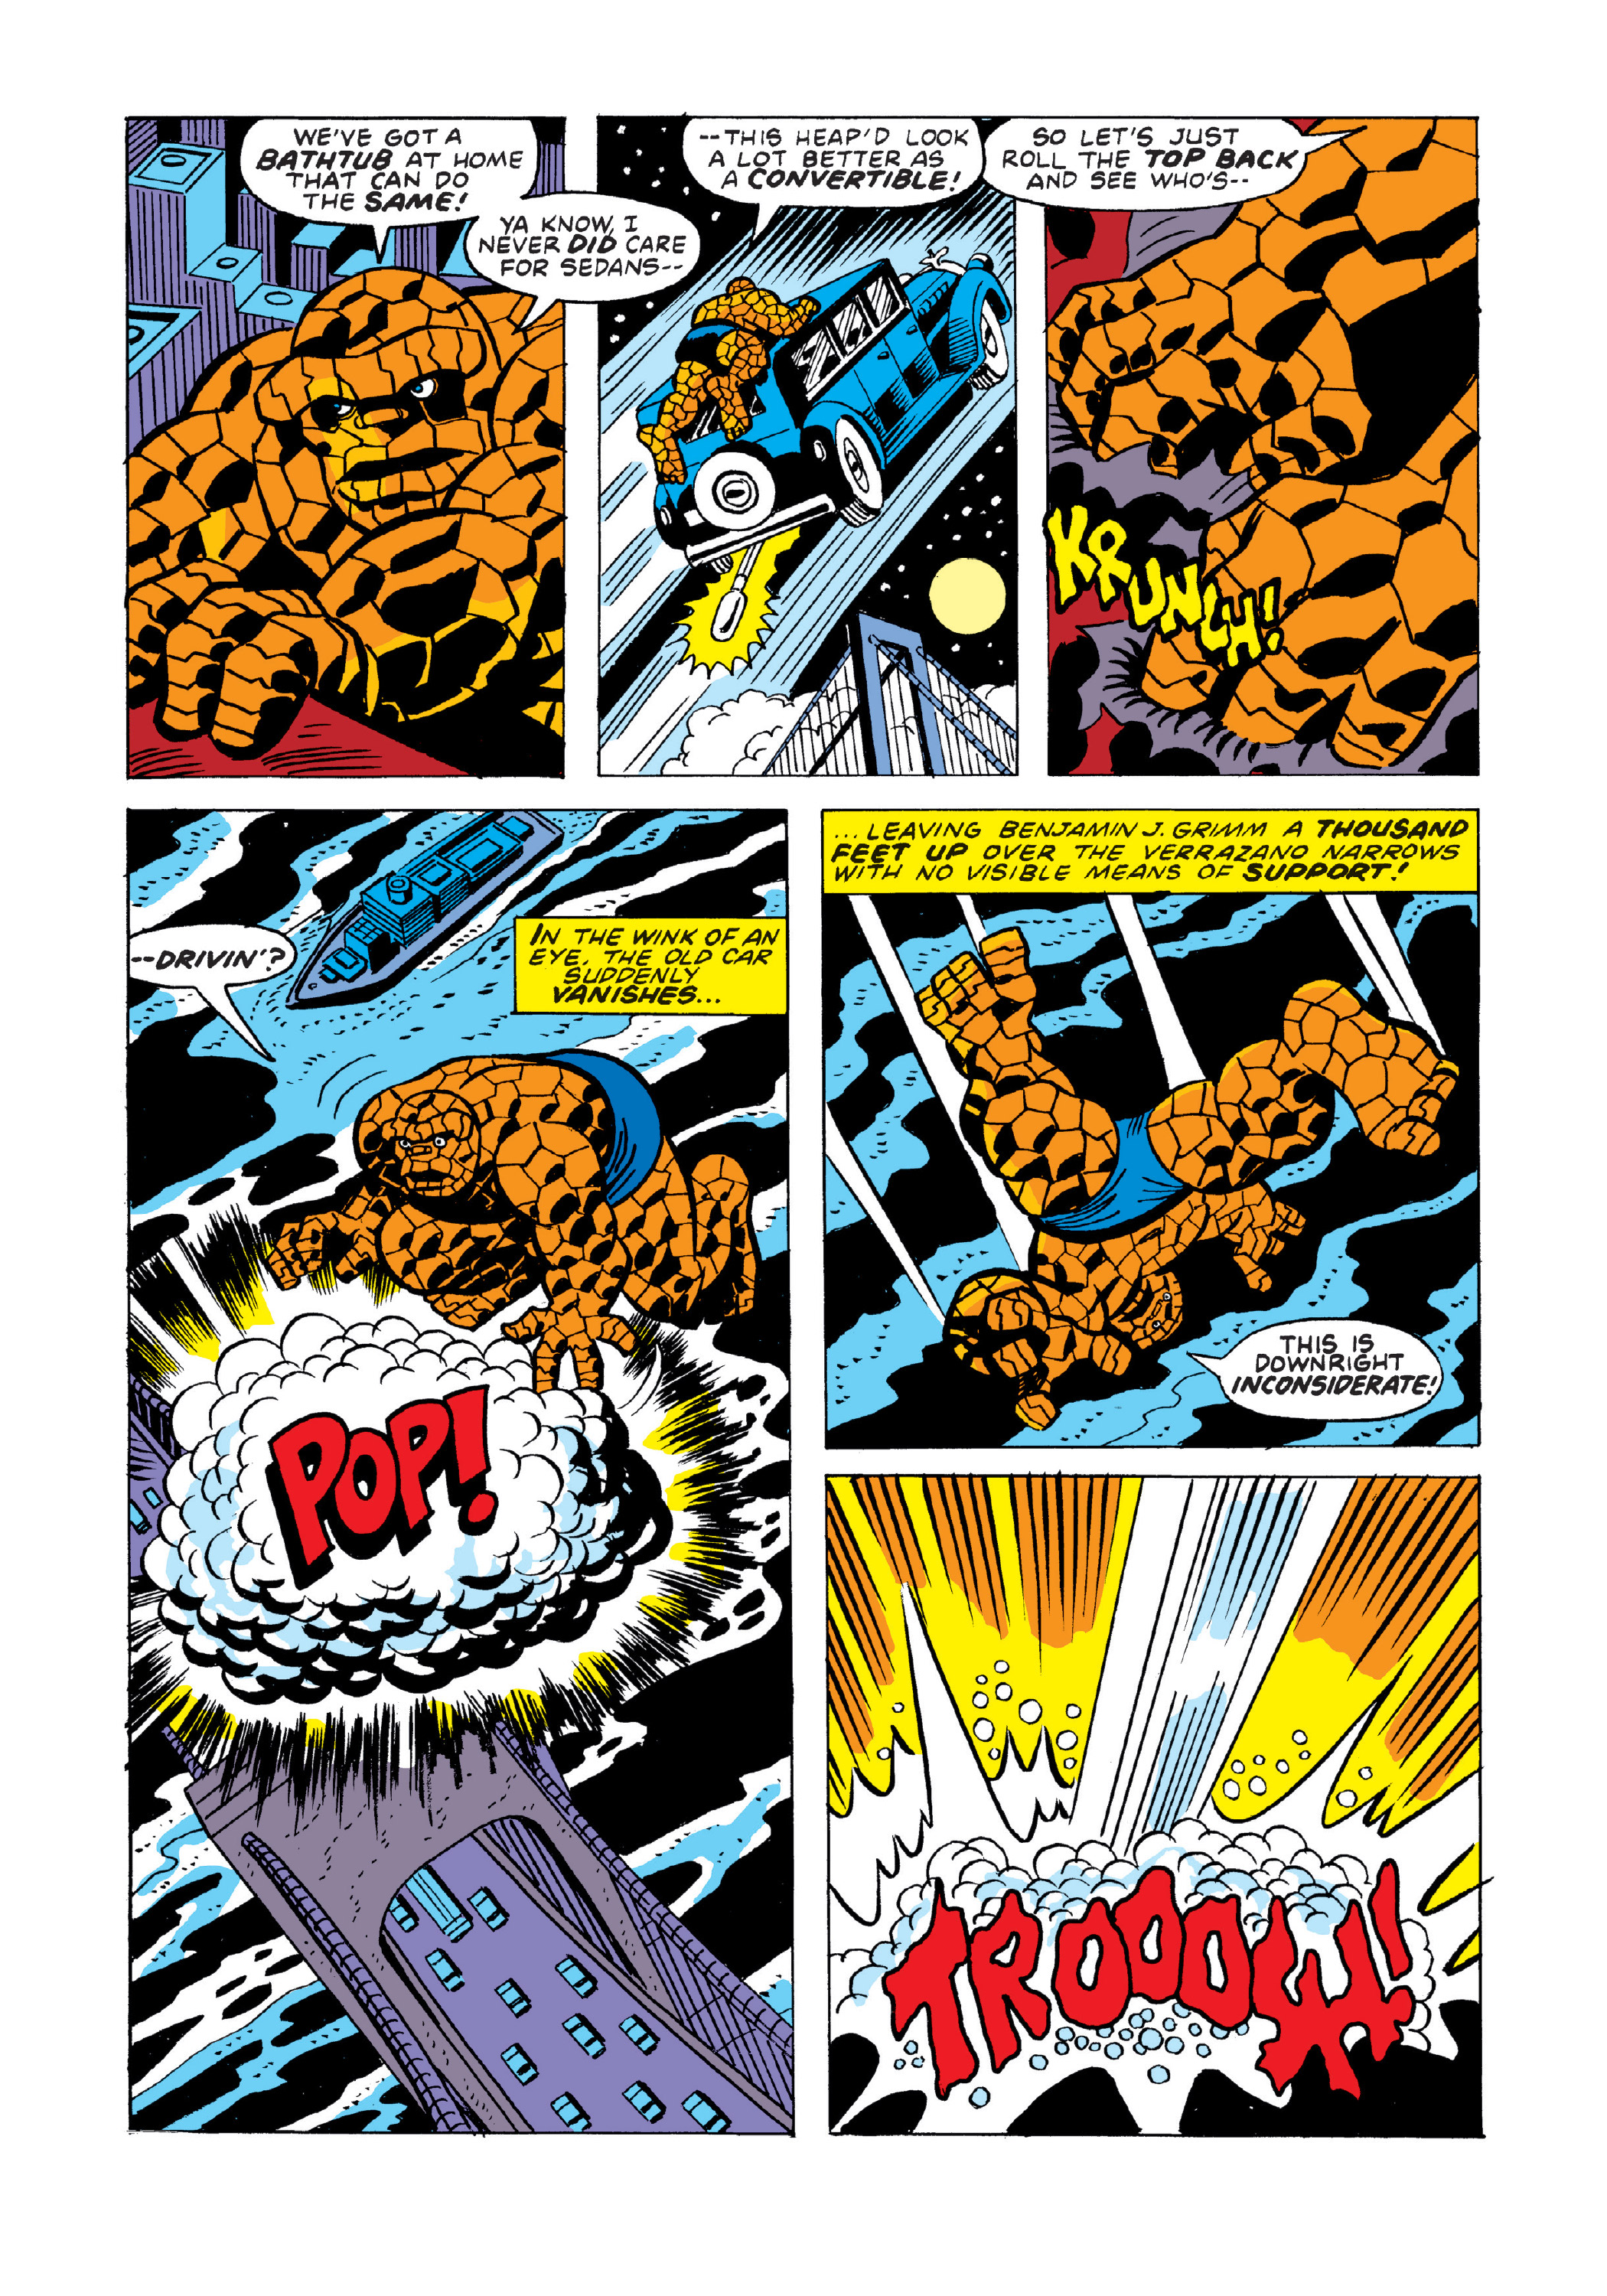 WE'VE GOT A
BATHTUB AT HOME
THAT CAN DO
THE SAME!
YA KNOW, I
NEVER DID CARE
FOR SEDANS--
--THIS HEAP'D LOOK
A LOT BETTER AS
A CONVERTIBLE!
SO LET'S JUST
ROLL THE TOP BACK
AND SEE WHO'S--
KRUNCH!
--DRIVIN'?
IN THE WINK OF AN
EYE, THE OLD CAR
SUDDENLY
VANISHES...
POP!
...LEAVING BENJAMIN J. GRIMM A THOUSAND
FEET UP OVER THE VERRAZANO NARROWS
WITH NO VISIBLE MEANS OF SUPPORT!
THIS IS
DOWNRIGHT
INCONSIDERATE!
TROOOM!